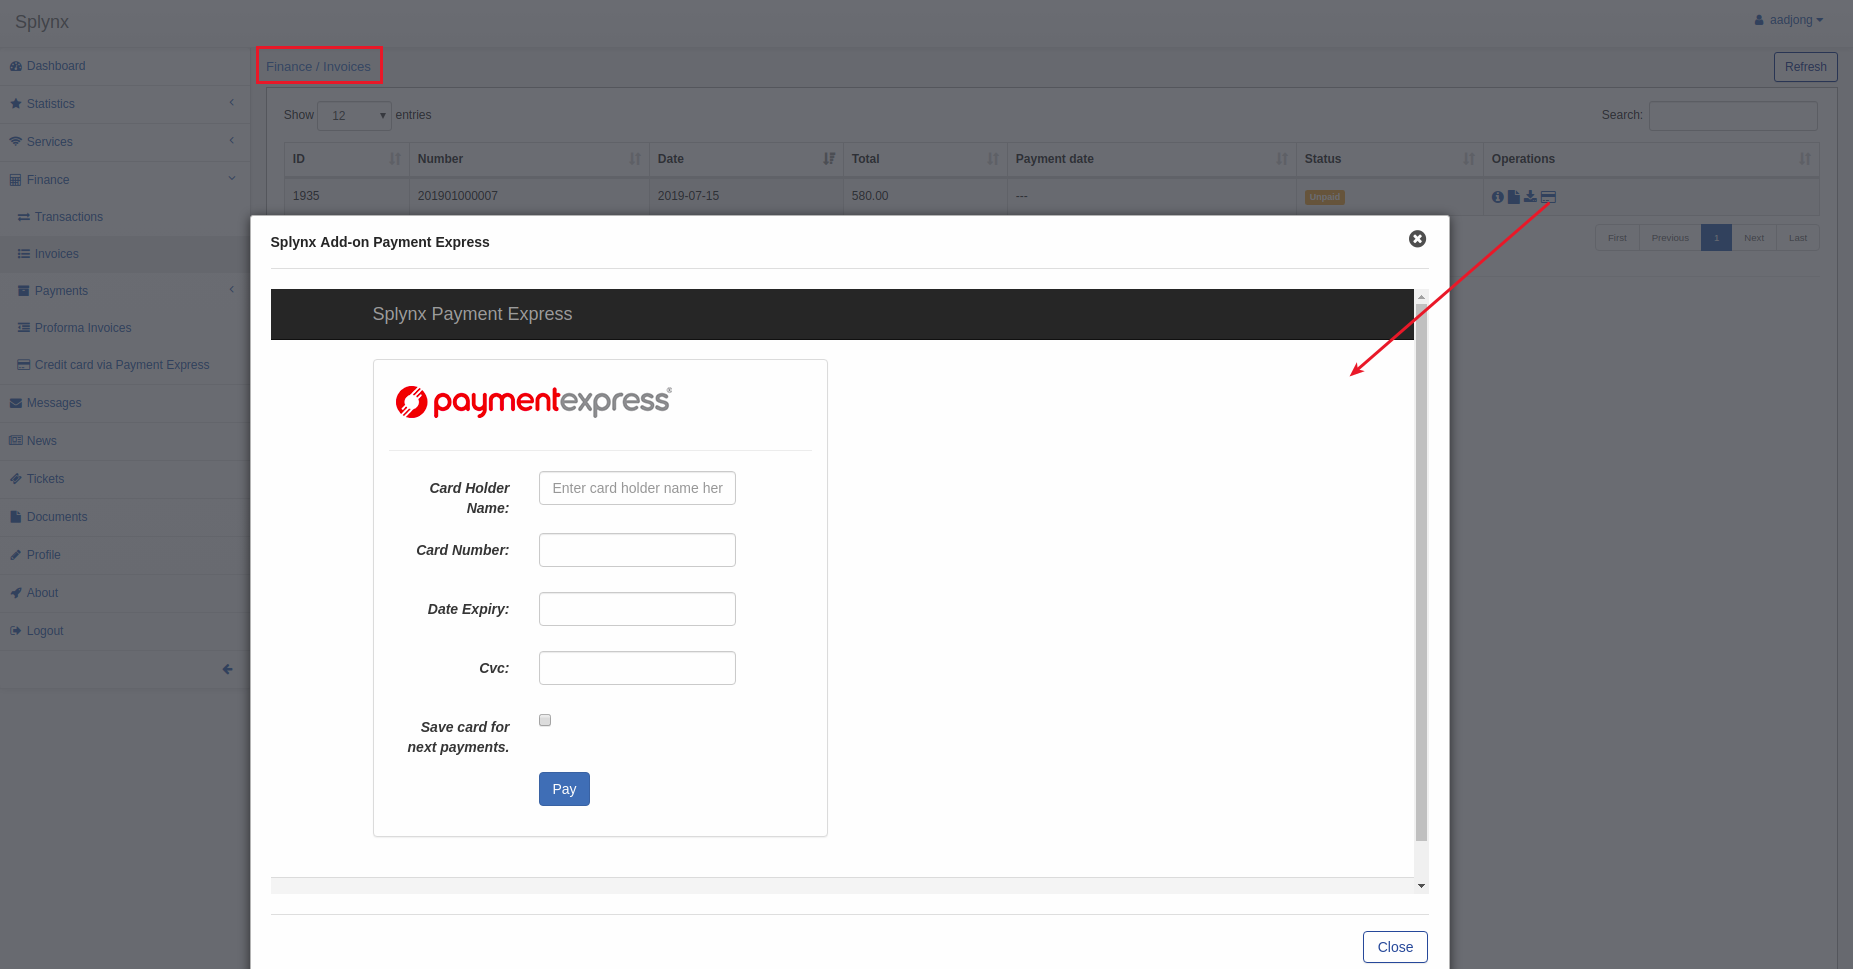 Splynx
aadjong
Dashboard
Statistics
Services
Finance
Transactions
Invoices
Payments
Proforma Invoices
Credit card via Payment Express
Messages
News
Tickets
Documents
Profile
About
Logout
Finance / Invoices
Refresh
Show 12 entries
Search:
ID Number Date Total Payment date Status Operations
1935 201901000007 2019-07-15 580.00 --- Unpaid
First Previous 1 Next Last
Splynx Add-on Payment Express
Splynx Payment Express
paymentexpress®
Card Holder
Name:
Enter card holder name her
Card Number:
Date Expiry:
Cvc:
Save card for
next payments.
Pay
Close